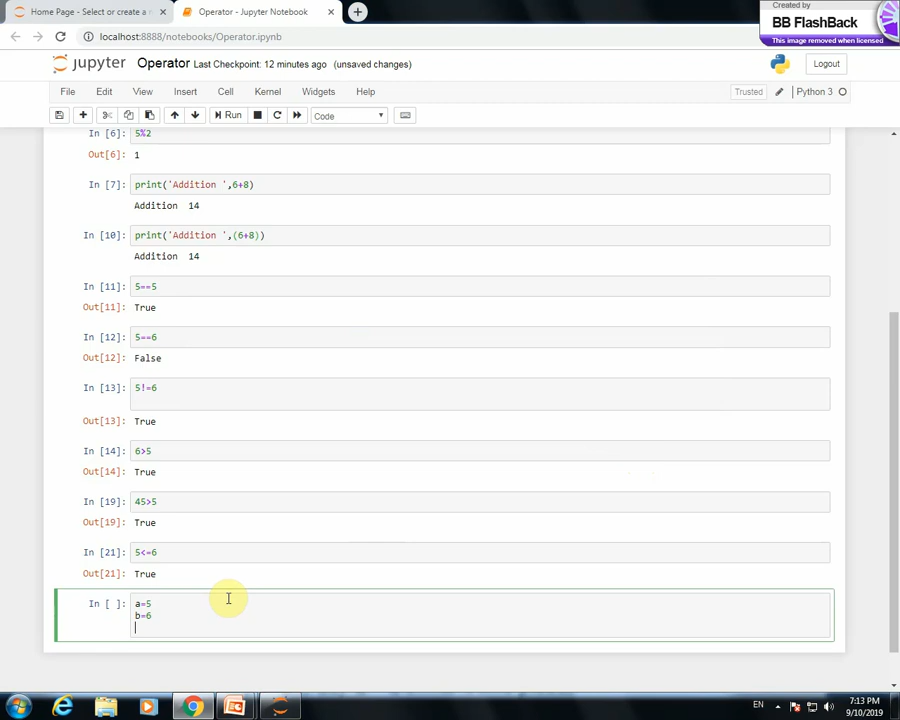 Home Page - Select or create a n
Operator - Jupyter Notebook
Created by
BB FlashBack
This image removed when licensed
localhost:8888/notebooks/Operator.ipynb
jupyter Operator Last Checkpoint: 12 minutes ago (unsaved changes)
Logout
File Edit View Insert Cell Kernel Widgets Help
Trusted Python 3
Run Code
In [6]: 5%2
Out[6]: 1
In [7]: print('Addition ',6+8)
Addition  14
In [10]: print('Addition ',(6+8))
Addition  14
In [11]: 5==5
Out[11]: True
In [12]: 5==6
Out[12]: False
In [13]: 5!=6
Out[13]: True
In [14]: 6>5
Out[14]: True
In [19]: 45>5
Out[19]: True
In [21]: 5<=6
Out[21]: True
In [ ]: a=5
b=6
EN
7:13 PM
9/10/2019